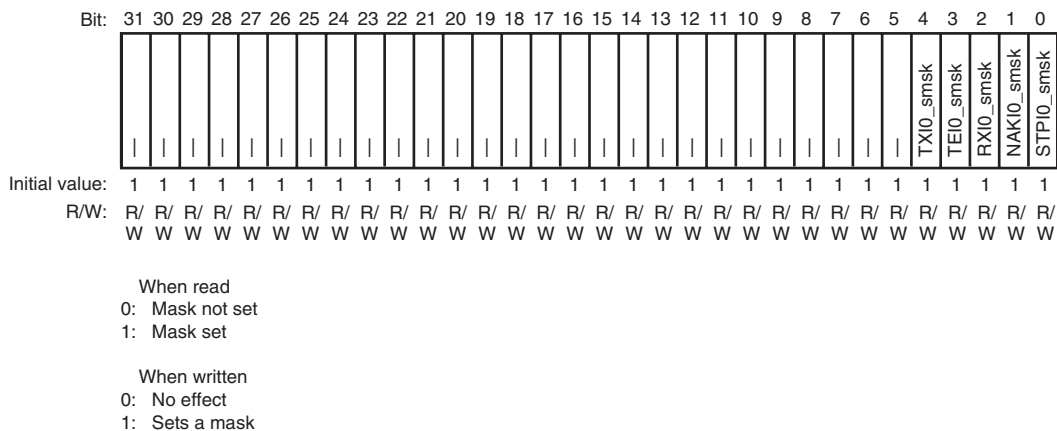 Bit: 31 30 29 28 27 26 25 24 23 22 21 20 19 18 17 16 15 14 13 12 11 10 9 8 7 6 5 4 3 2 1 0
— — — — — — — — — — — — — — — — — — — — — — — — — — — TXI0_smsk TEI0_smsk RXI0_smsk NAKI0_smsk STPI0_smsk
Initial value: 1 1 1 1 1 1 1 1 1 1 1 1 1 1 1 1 1 1 1 1 1 1 1 1 1 1 1 1 1 1 1 1
R/W: R/ R/ R/ R/ R/ R/ R/ R/ R/ R/ R/ R/ R/ R/ R/ R/ R/ R/ R/ R/ R/ R/ R/ R/ R/ R/ R/ R/ R/ R/ R/ R/
W W W W W W W W W W W W W W W W W W W W W W W W W W W W W W W W
When read
0: Mask not set
1: Mask set
When written
0: No effect
1: Sets a mask